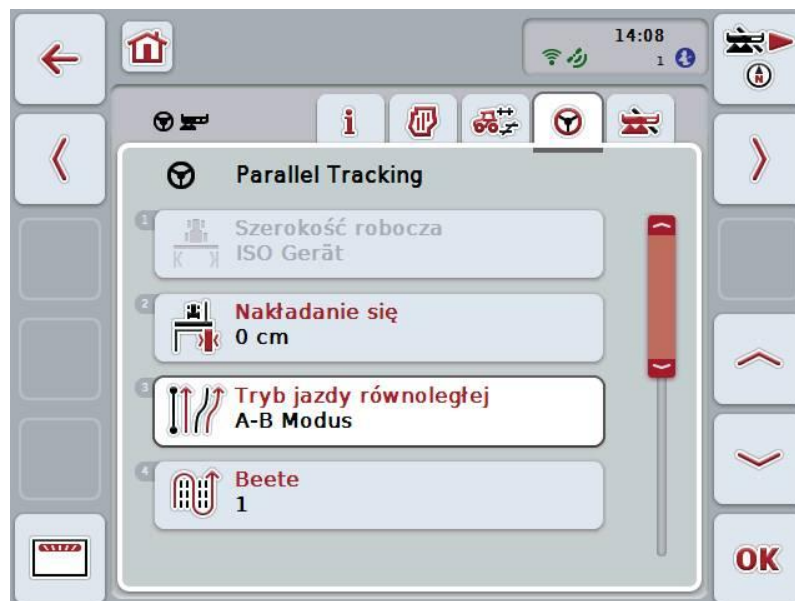 14:08
1
i
N
Parallel Tracking
1
Szerokość robocza
ISO Gerät
2
Nakładanie się
0 cm
3
Tryb jazdy równoległej
A-B Modus
4
Beete
1
OK